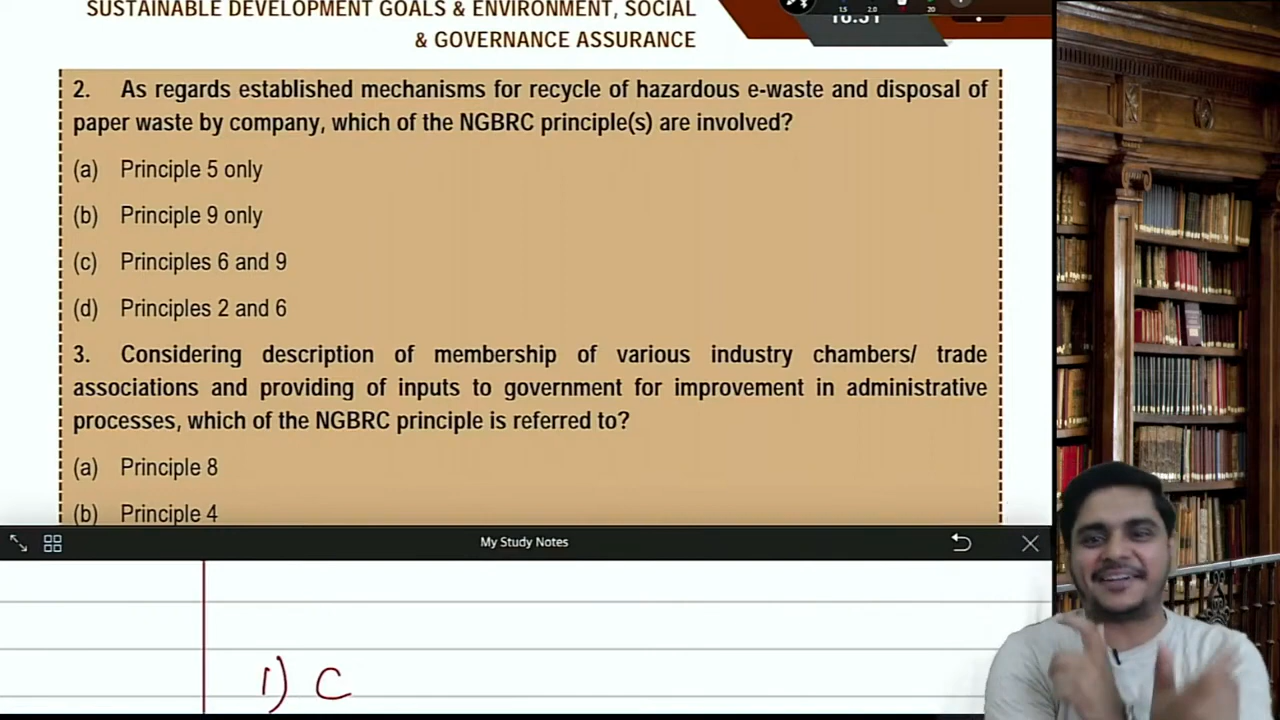 SUSTAINABLE DEVELOPMENT GOALS & ENVIRONMENT, SOCIAL
& GOVERNANCE ASSURANCE
2. As regards established mechanisms for recycle of hazardous e-waste and disposal of
paper waste by company, which of the NGBRC principle(s) are involved?
(a) Principle 5 only
(b) Principle 9 only
(c) Principles 6 and 9
(d) Principles 2 and 6
3. Considering description of membership of various industry chambers/ trade
associations and providing of inputs to government for improvement in administrative
processes, which of the NGBRC principle is referred to?
(a) Principle 8
(b) Principle 4
My Study Notes
1) C